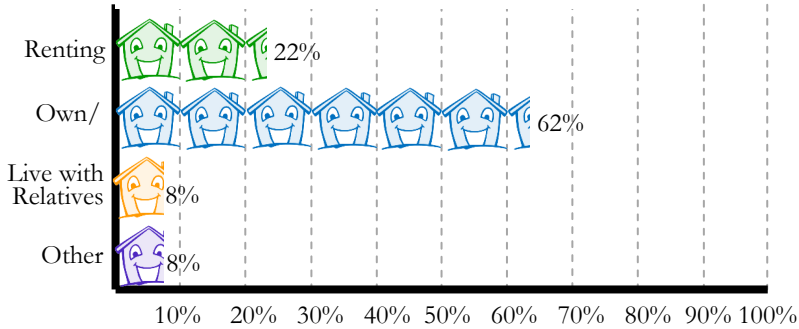 Renting
22%
Own/
62%
Live with
Relatives
8%
Other
8%
10% 20% 30% 40% 50% 60% 70% 80% 90% 100%